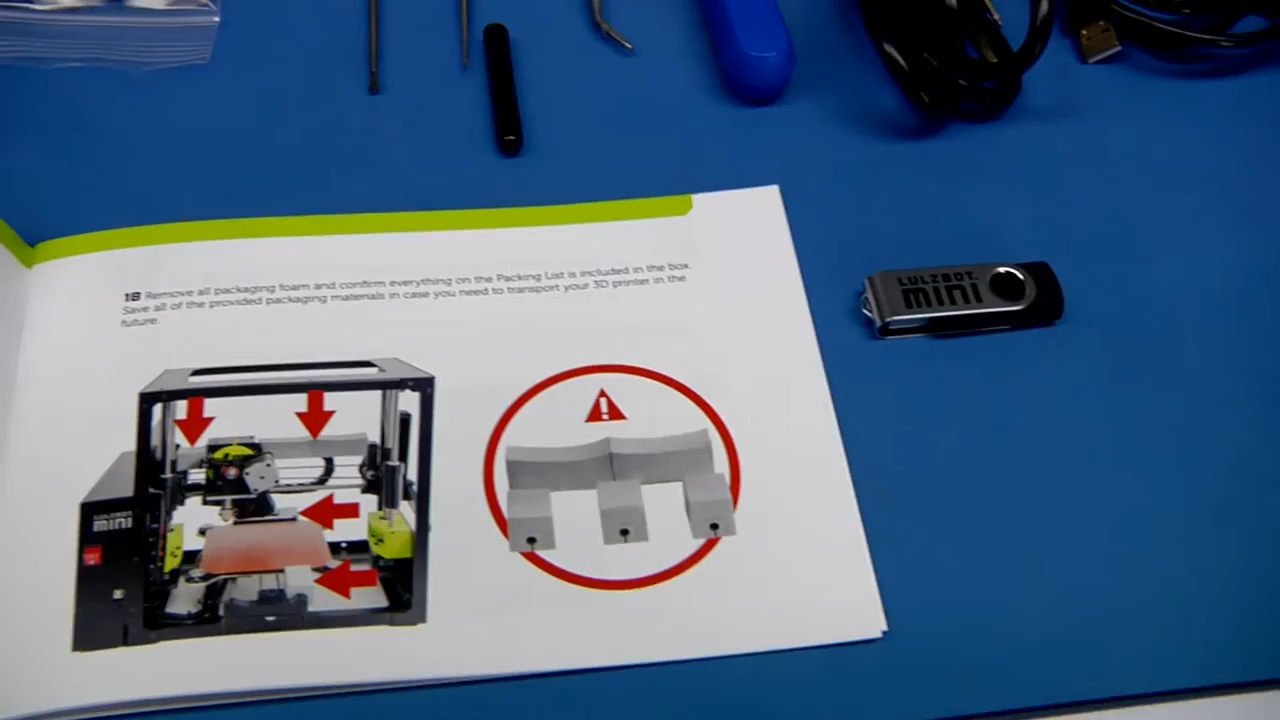 18 Remove all packaging foam and confirm everything on the Packing List is included in the box.
Save all of the provided packaging materials in case you need to transport your 3D printer in the
future.
LULZBOT
mini
LULZBOT
mini